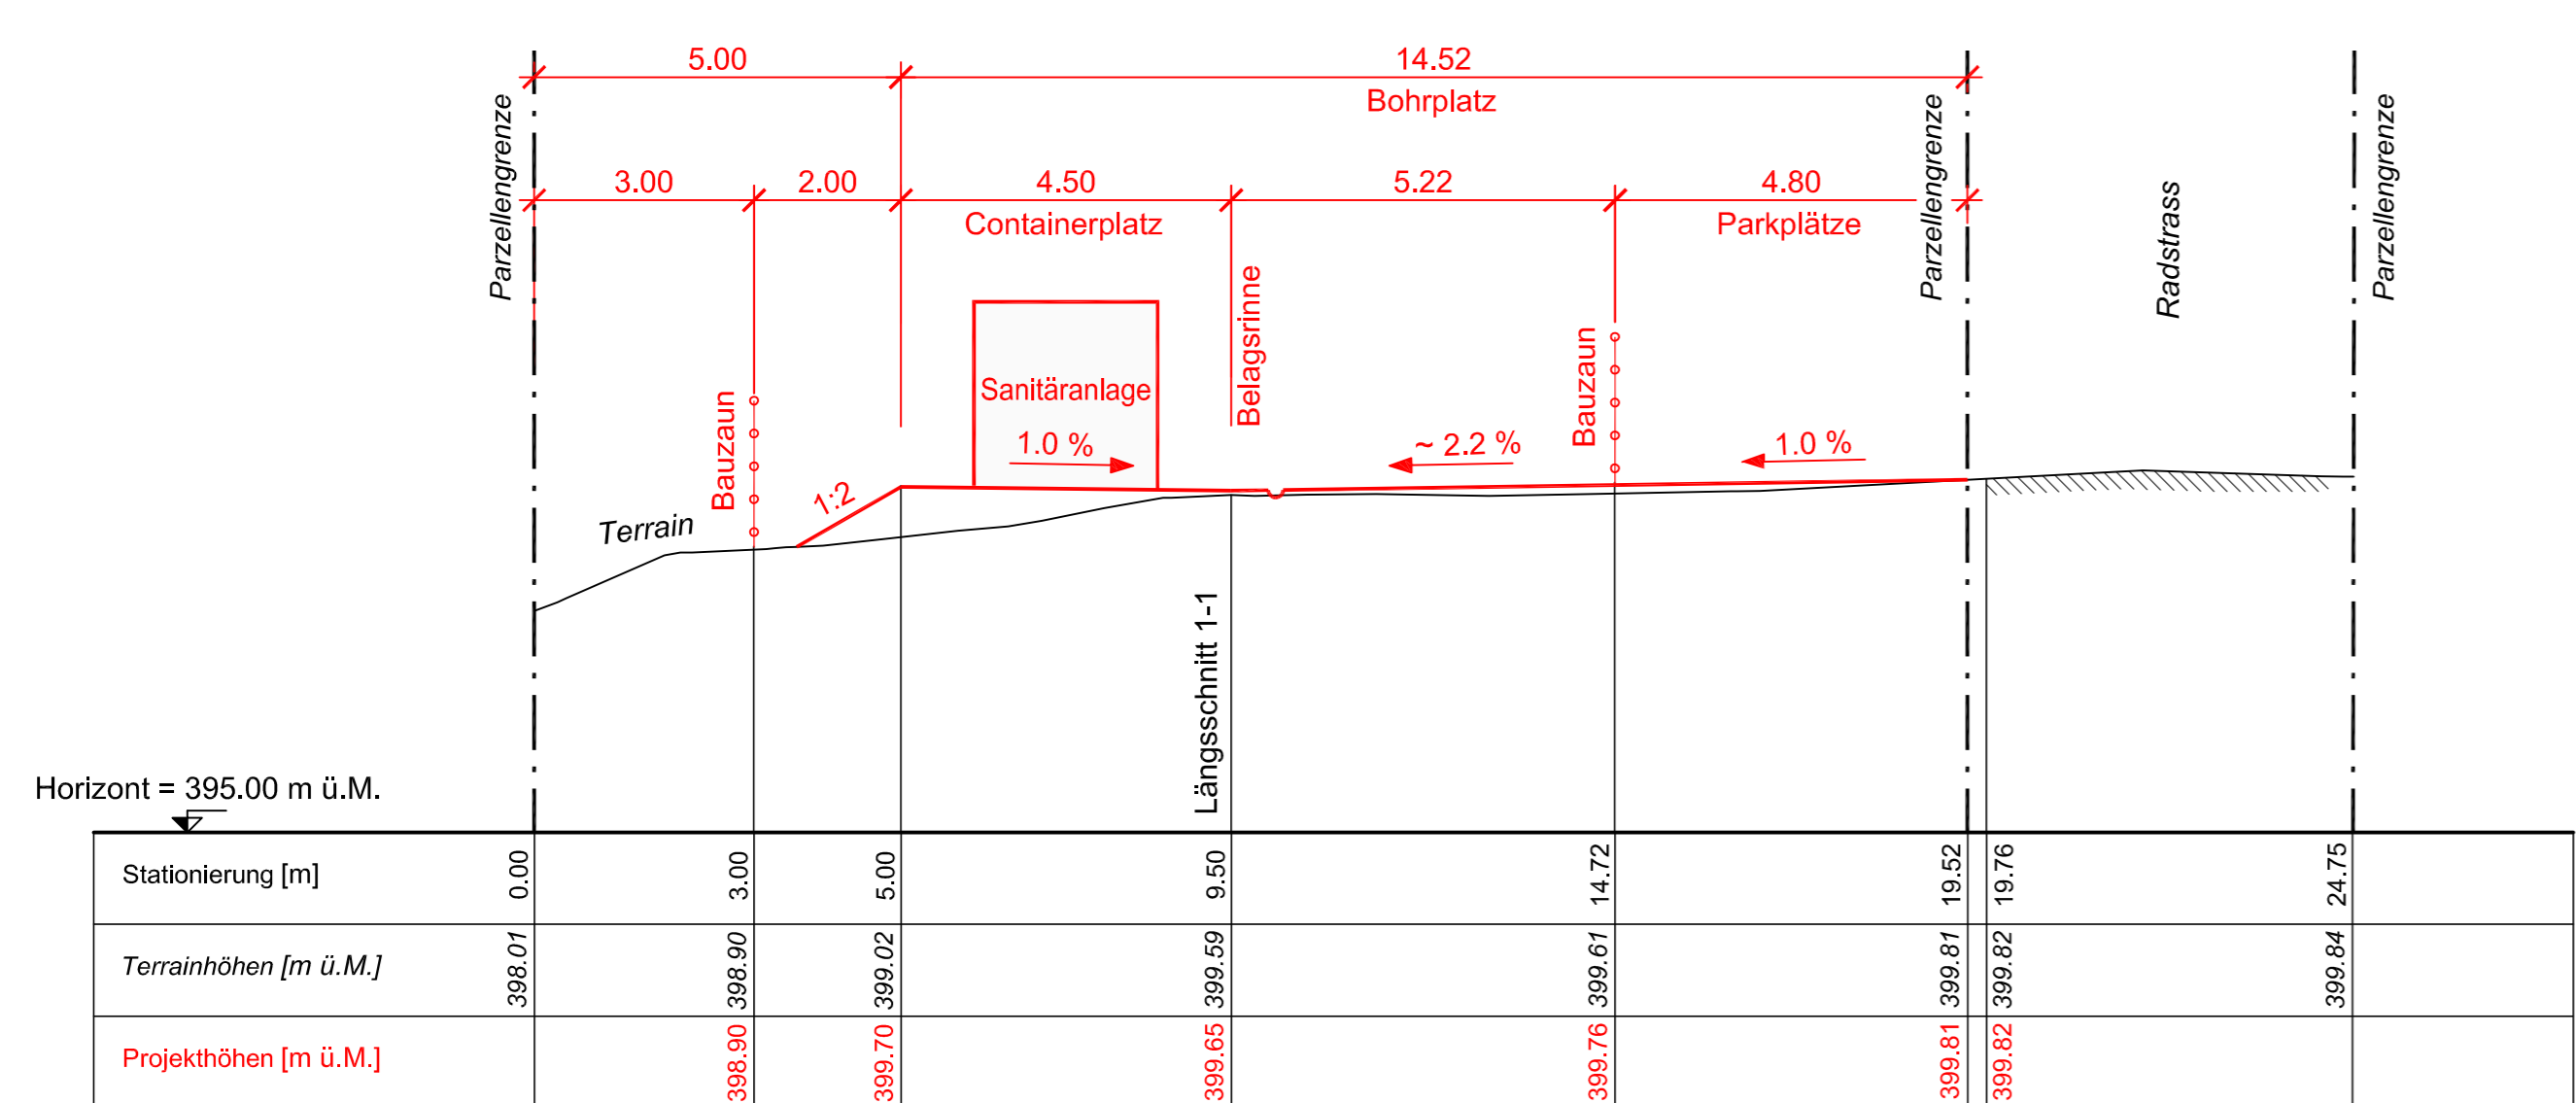 5.00
14.52
Bohrplatz
Parzellengrenze
Parzellengrenze
Parzellengrenze
3.00
2.00
4.50
5.22
4.80
Containerplatz
Parkplätze
Radstrass
Belagsrinne
Bauzaun
Bauzaun
Sanitäranlage
1.0 %
~ 2.2 %
1.0 %
1:2
Terrain
Längsschnitt 1-1
Horizont = 395.00 m ü.M.
Stationierung [m] 0.00 3.00 5.00 9.50 14.72 19.52 19.76 24.75
Terrainhöhen [m ü.M.] 398.01 398.90 399.02 399.59 399.61 399.81 399.82 399.84
Projekthöhen [m ü.M.] 398.90 399.70 399.65 399.76 399.81 399.82